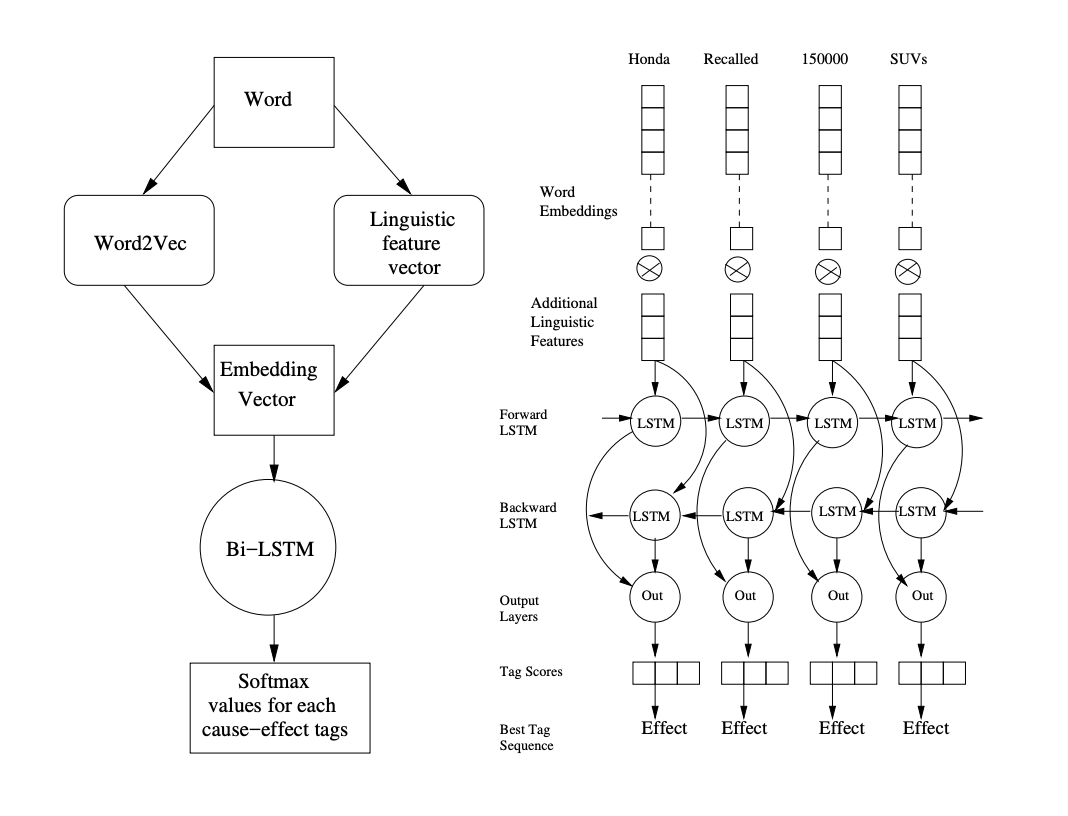 Word
Word2Vec
Linguistic
feature
vector
Embedding
Vector
Bi−LSTM
Softmax
values for each
cause−effect tags
Honda Recalled 150000 SUVs
Word
Embeddings
Additional
Linguistic
Features
Forward
LSTM
LSTM LSTM LSTM LSTM
Backward
LSTM
LSTM LSTM LSTM LSTM
Output
Layers
Out Out Out Out
Tag Scores
Best Tag
Sequence
Effect Effect Effect Effect